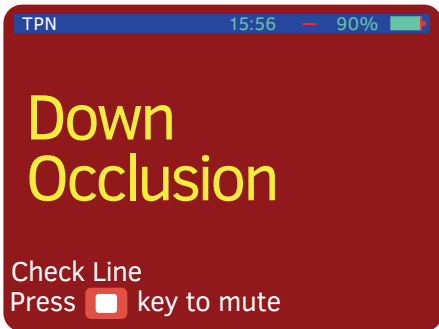 TPN 15:56 90%
Down
Occlusion
Check Line
Press key to mute